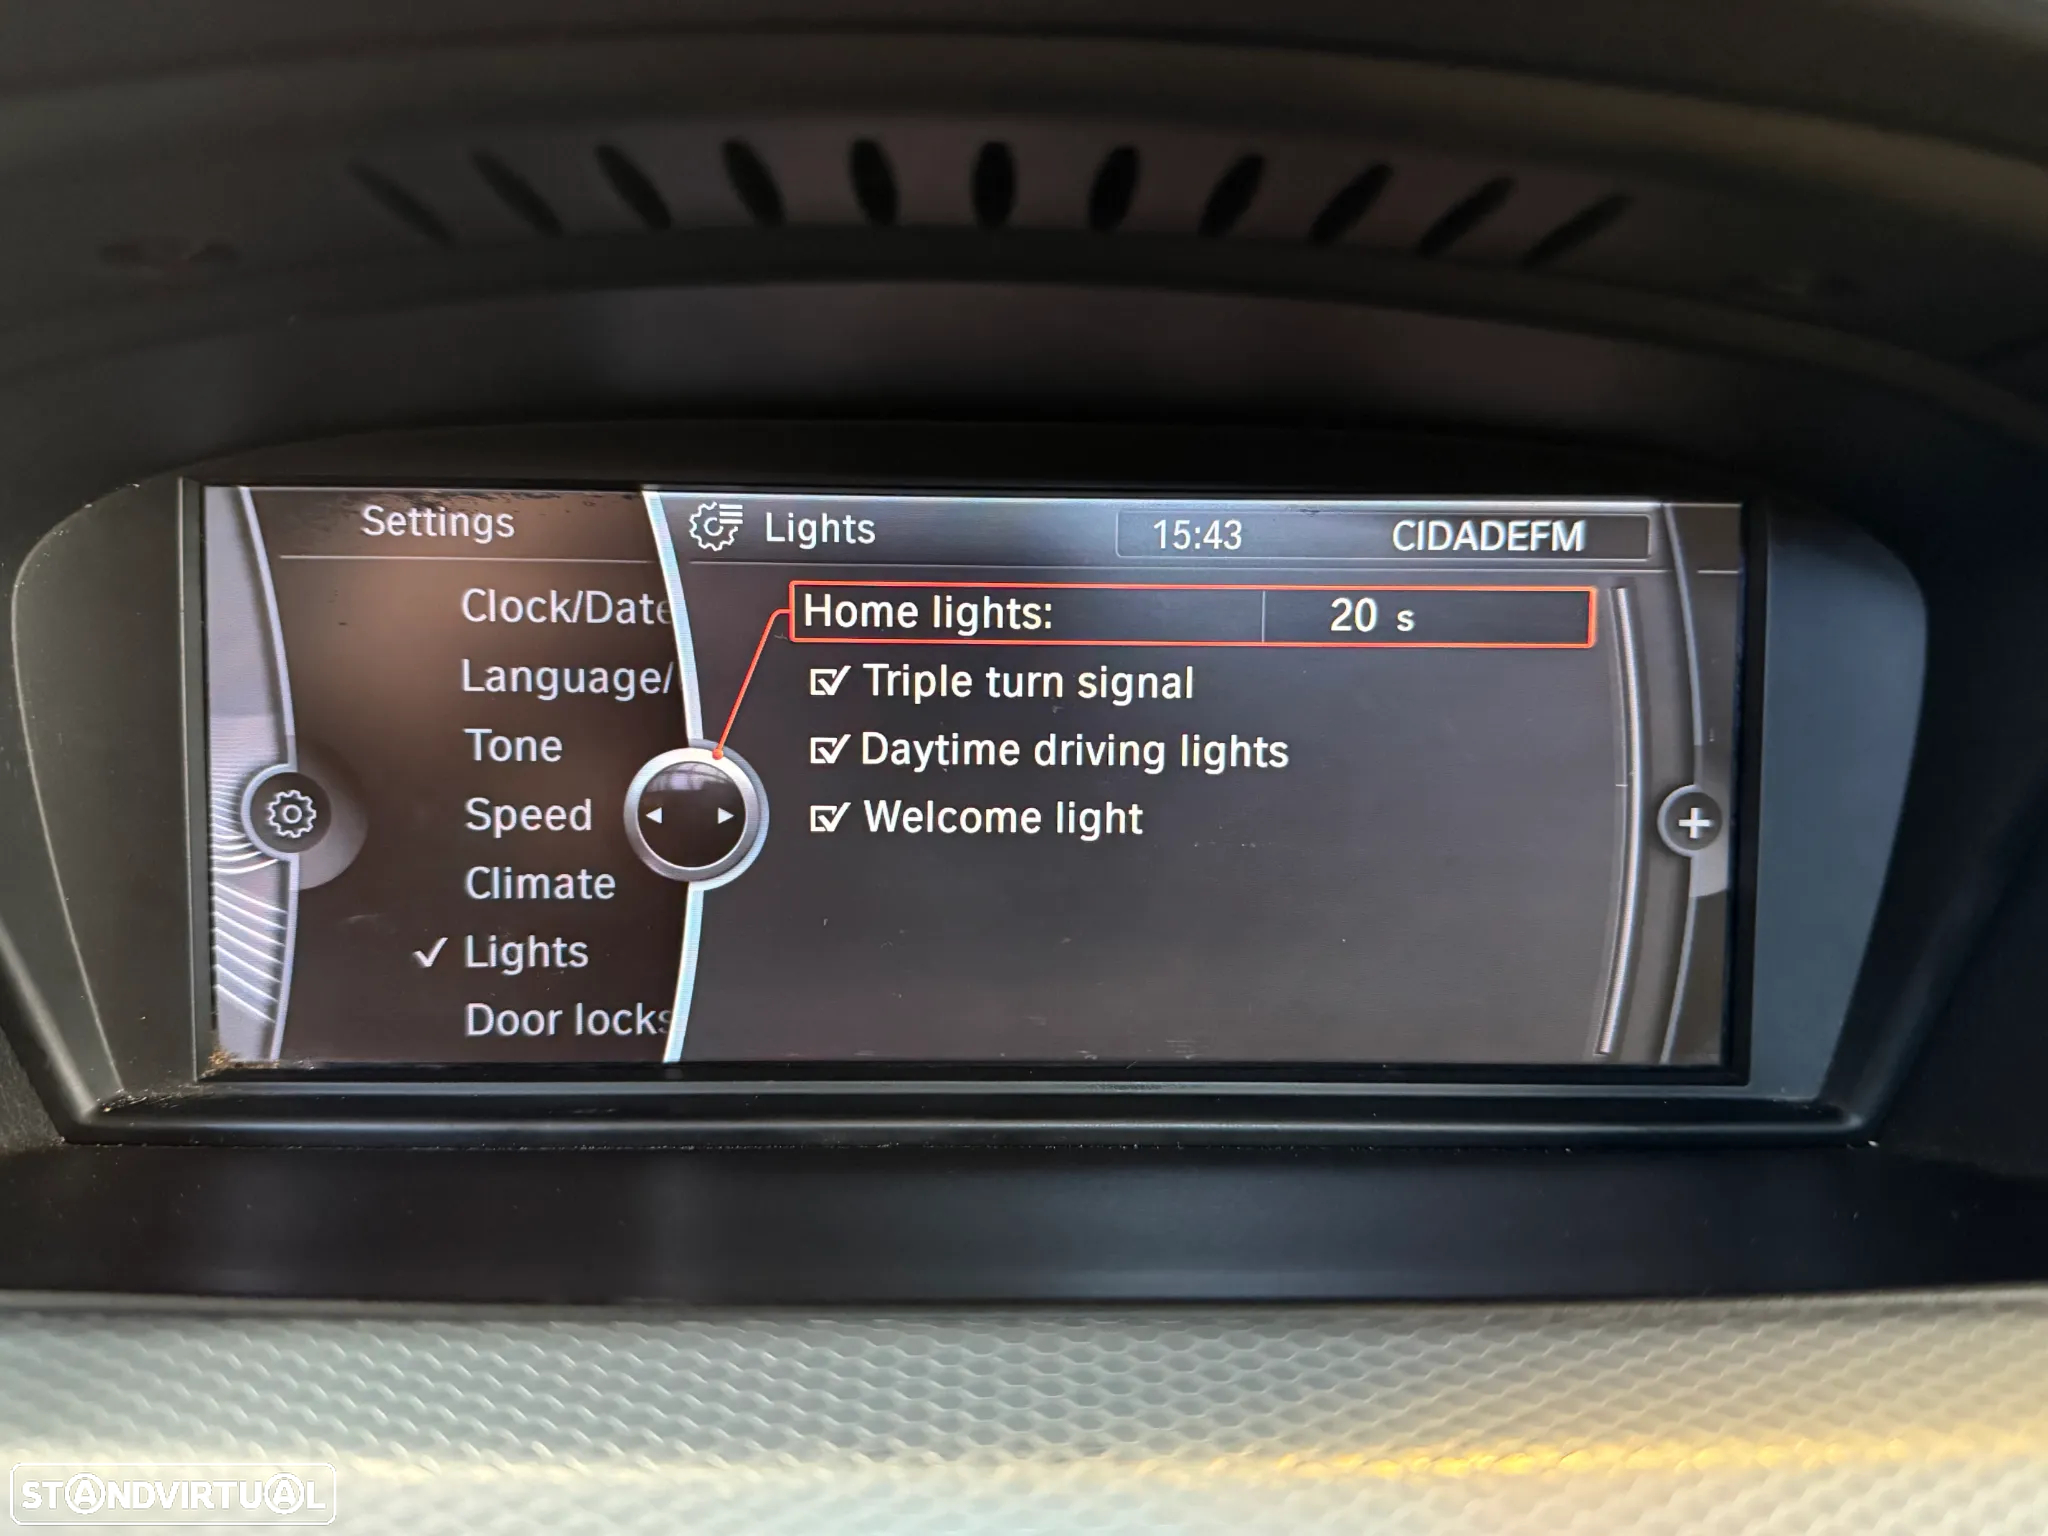 Settings
Clock/Date
Language/
Tone
Speed
Climate
Lights
Door locks
Lights
15:43 CIDADEFM
Home lights: 20 s
Triple turn signal
Daytime driving lights
Welcome light
STANDVIRTUAL